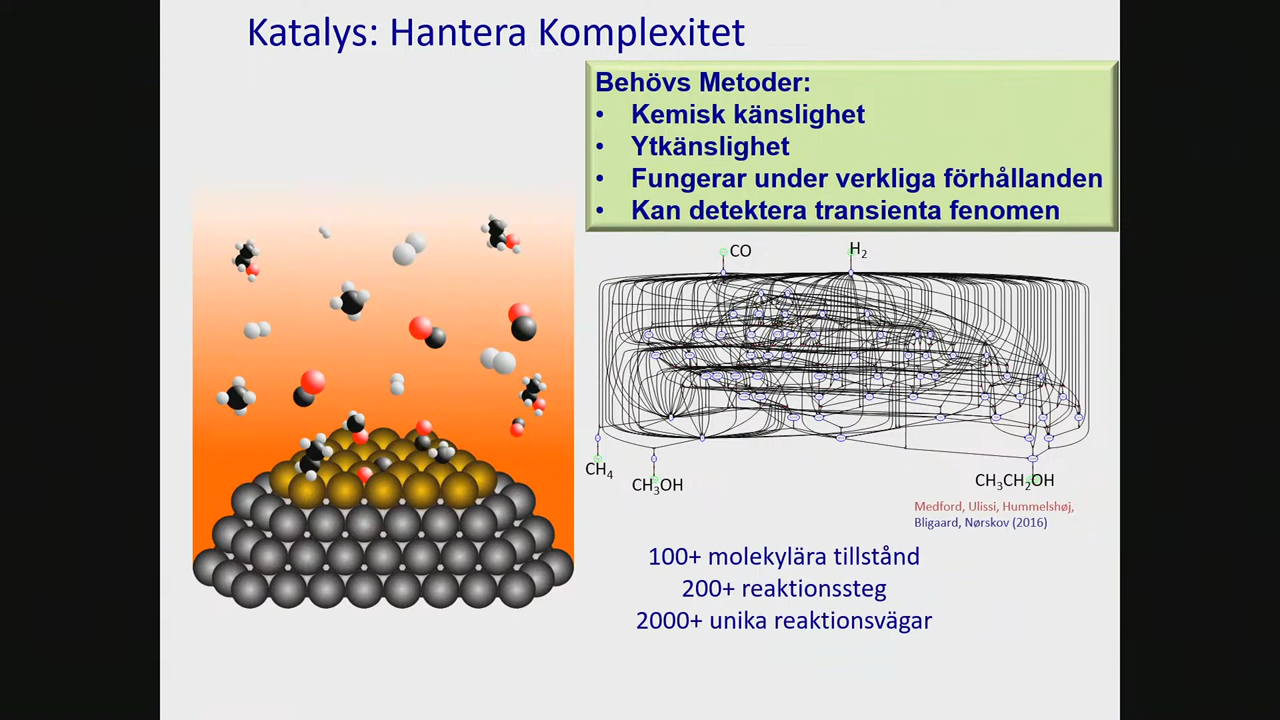 Katalys: Hantera Komplexitet
Behövs Metoder:
• Kemisk känslighet
• Ytkänslighet
• Fungerar under verkliga förhållanden
• Kan detektera transienta fenomen
CO
H₂
CH₄
CH₃OH
CH₃CH₂OH
Medford, Ulissi, Hummelshøj,
Bligaard, Nørskov (2016)
100+ molekylära tillstånd
200+ reaktionssteg
2000+ unika reaktionsvägar